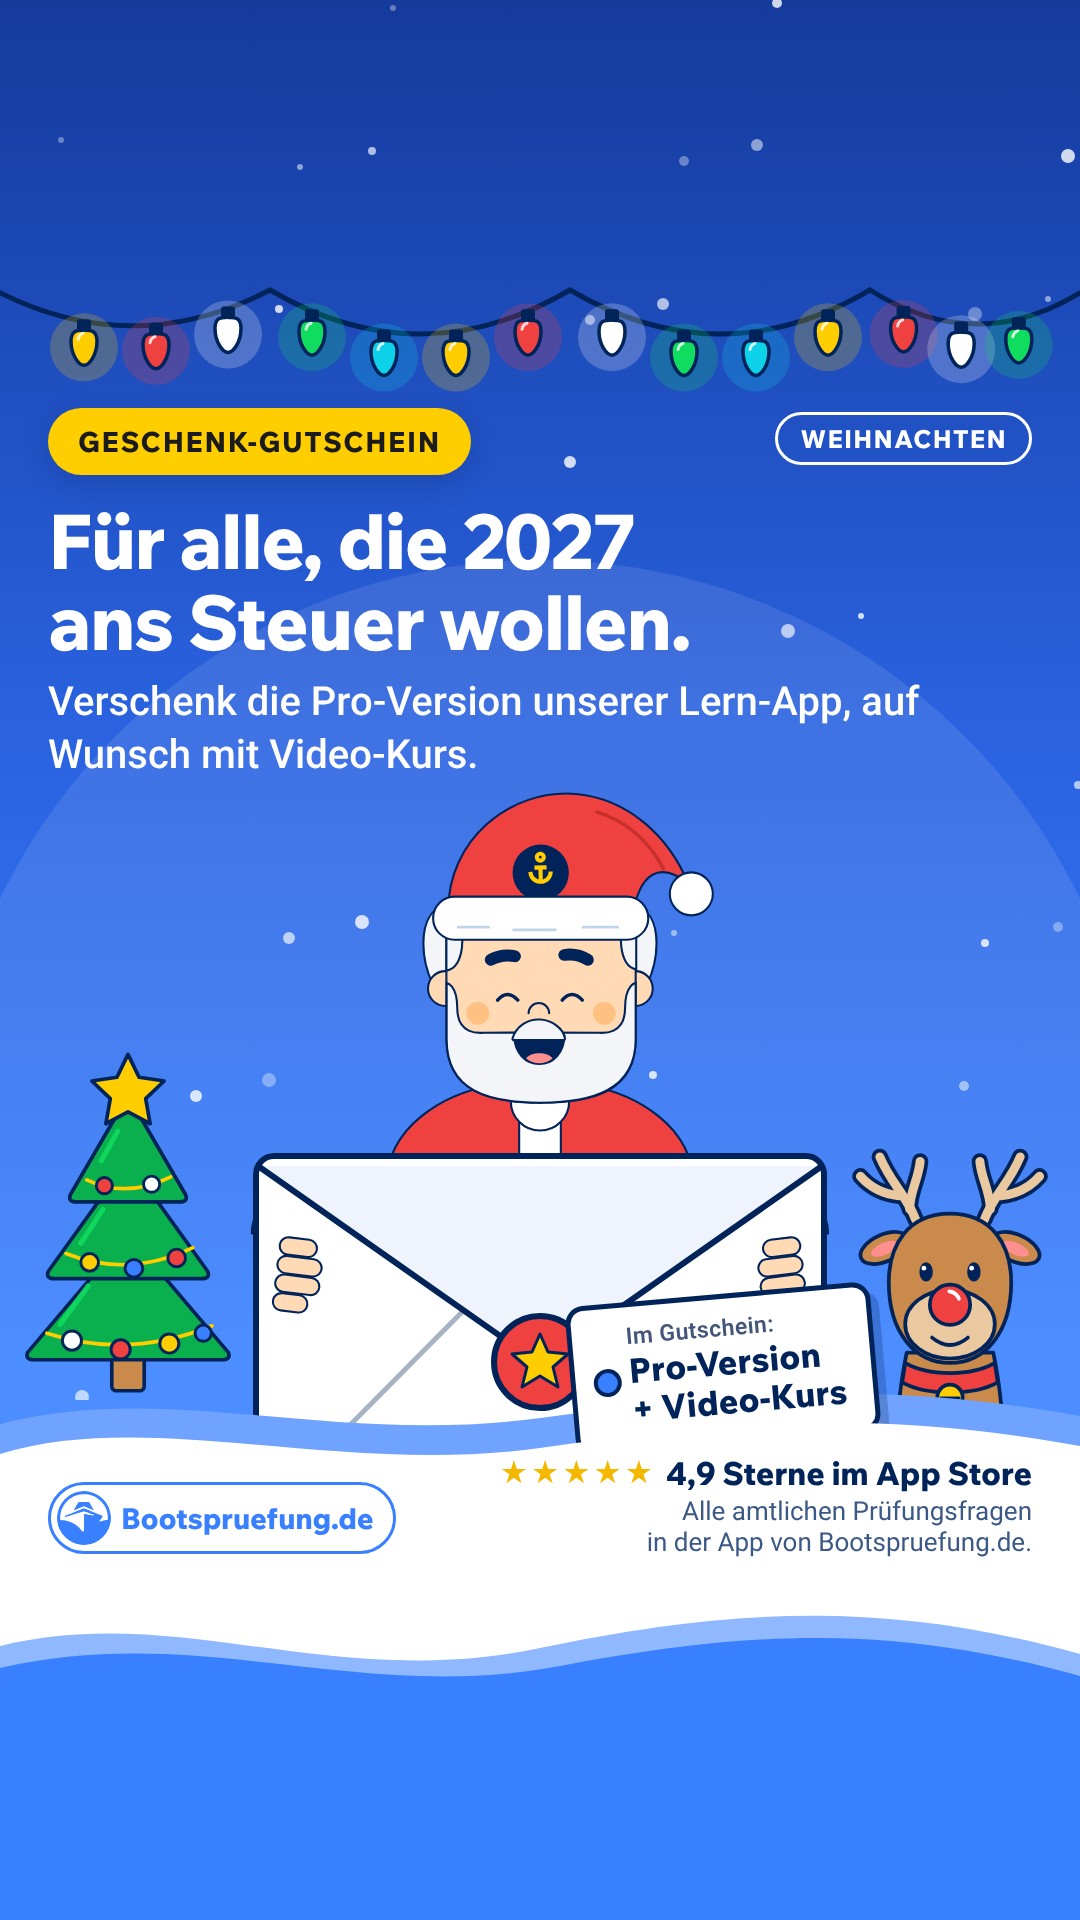 GESCHENK-GUTSCHEIN
WEIHNACHTEN
Für alle, die 2027
ans Steuer wollen.
Verschenk die Pro-Version unserer Lern-App, auf
Wunsch mit Video-Kurs.
Im Gutschein:
Pro-Version
+ Video-Kurs
★★★★★ 4,9 Sterne im App Store
Alle amtlichen Prüfungsfragen
in der App von Bootspruefung.de.
Bootspruefung.de